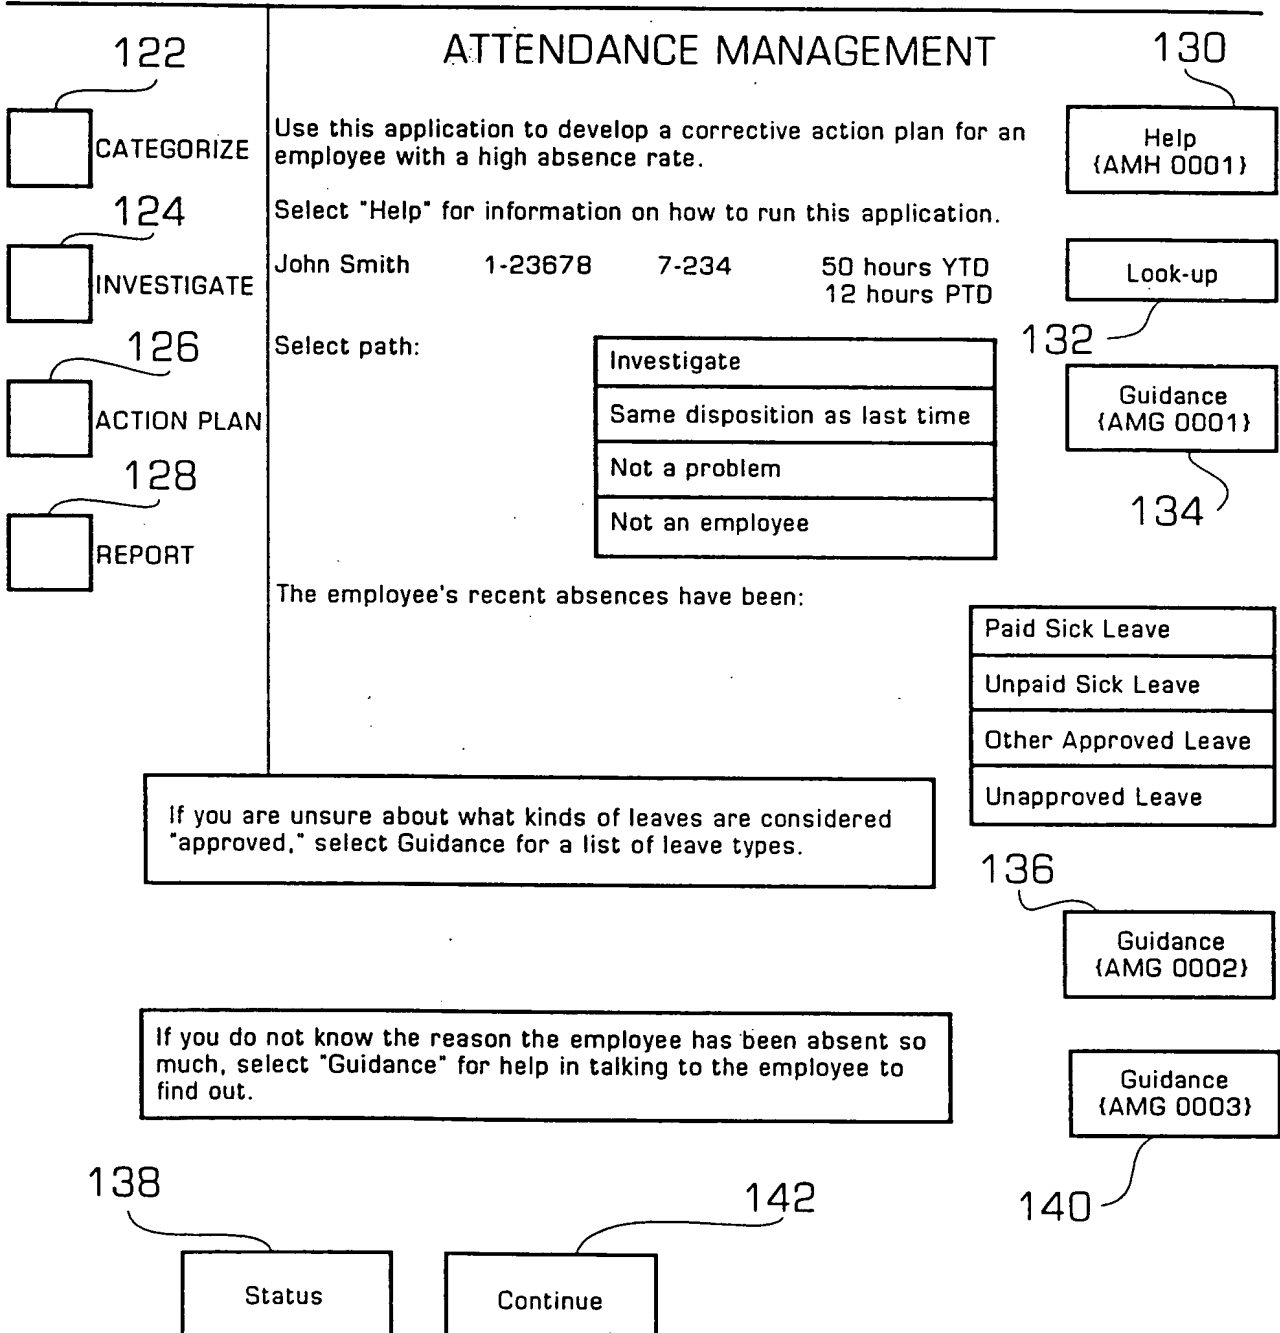 ATTENDANCE MANAGEMENT
122
CATEGORIZE
124
INVESTIGATE
126
ACTION PLAN
128
REPORT
Use this application to develop a corrective action plan for an
employee with a high absence rate.
Select "Help" for information on how to run this application.
John Smith 1-23678 7-234 50 hours YTD
12 hours PTD
Select path:
Investigate
Same disposition as last time
Not a problem
Not an employee
130
Help
{AMH 0001}
Look-up
132
Guidance
{AMG 0001}
134
The employee's recent absences have been:
Paid Sick Leave
Unpaid Sick Leave
Other Approved Leave
Unapproved Leave
If you are unsure about what kinds of leaves are considered
"approved," select Guidance for a list of leave types.
136
Guidance
{AMG 0002}
If you do not know the reason the employee has been absent so
much, select "Guidance" for help in talking to the employee to
find out.
Guidance
{AMG 0003}
140
138
Status
142
Continue